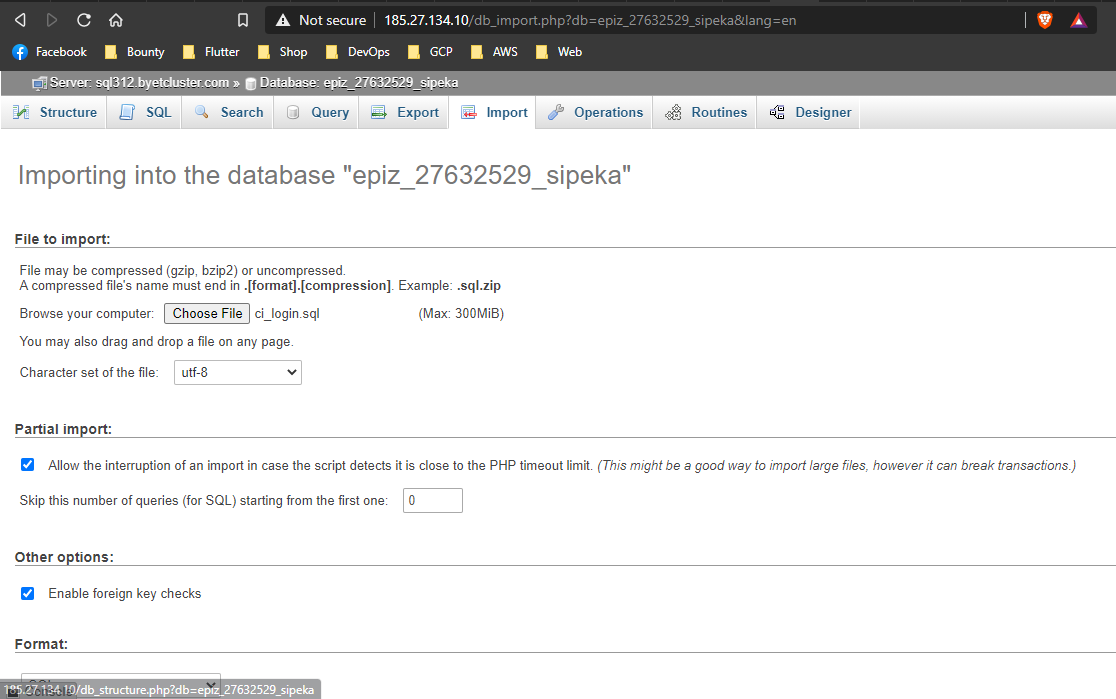 Not secure 185.27.134.10/db_import.php?db=epiz_27632529_sipeka&lang=en
Facebook Bounty Flutter Shop DevOps GCP AWS Web
Server: sql312.byetcluster.com » Database: epiz_27632529_sipeka
Structure SQL Search Query Export Import Operations Routines Designer
Importing into the database "epiz_27632529_sipeka"
File to import:
File may be compressed (gzip, bzip2) or uncompressed.
A compressed file's name must end in .[format].[compression]. Example: .sql.zip
Browse your computer: Choose File ci_login.sql (Max: 300MiB)
You may also drag and drop a file on any page.
Character set of the file: utf-8
Partial import:
Allow the interruption of an import in case the script detects it is close to the PHP timeout limit. (This might be a good way to import large files, however it can break transactions.)
Skip this number of queries (for SQL) starting from the first one: 0
Other options:
Enable foreign key checks
Format:
SQL
185.27.134.10/db_structure.php?db=epiz_27632529_sipeka
Console